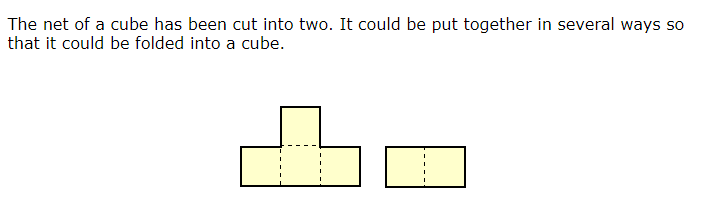 The net of a cube has been cut into two. It could be put together in several ways so
that it could be folded into a cube.